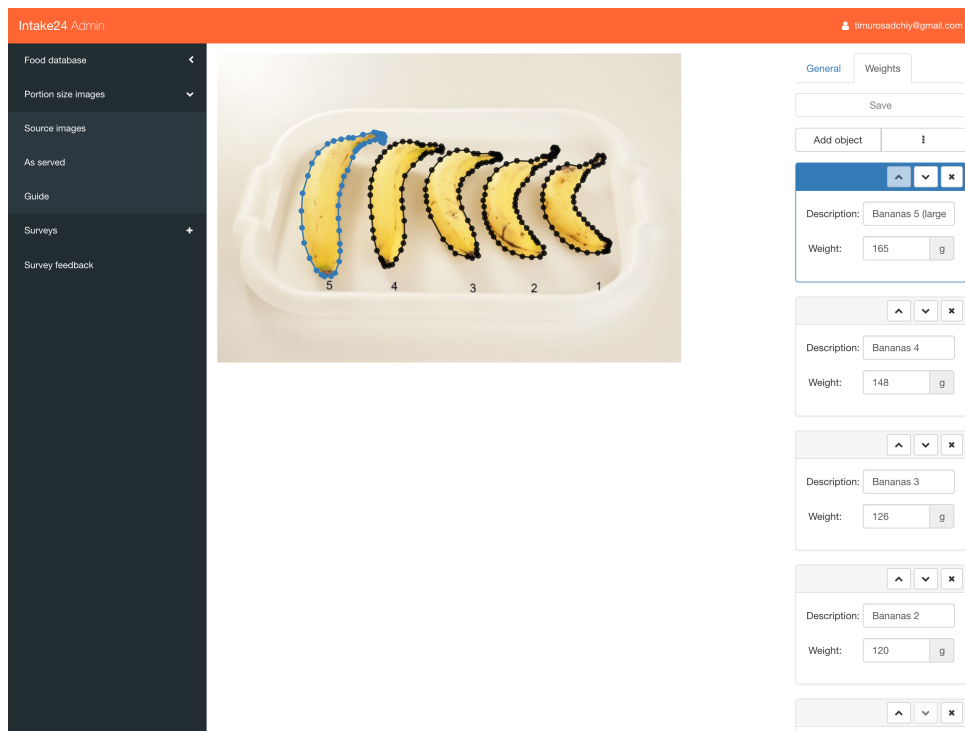 Intake24 Admin
timurosadchiy@gmail.com
Food database
Portion size images
Source images
As served
Guide
Surveys
Survey feedback
5 4 3 2 1
General Weights
Save
Add object
Description: Bananas 5 (large
Weight: 165 g
Description: Bananas 4
Weight: 148 g
Description: Bananas 3
Weight: 126 g
Description: Bananas 2
Weight: 120 g